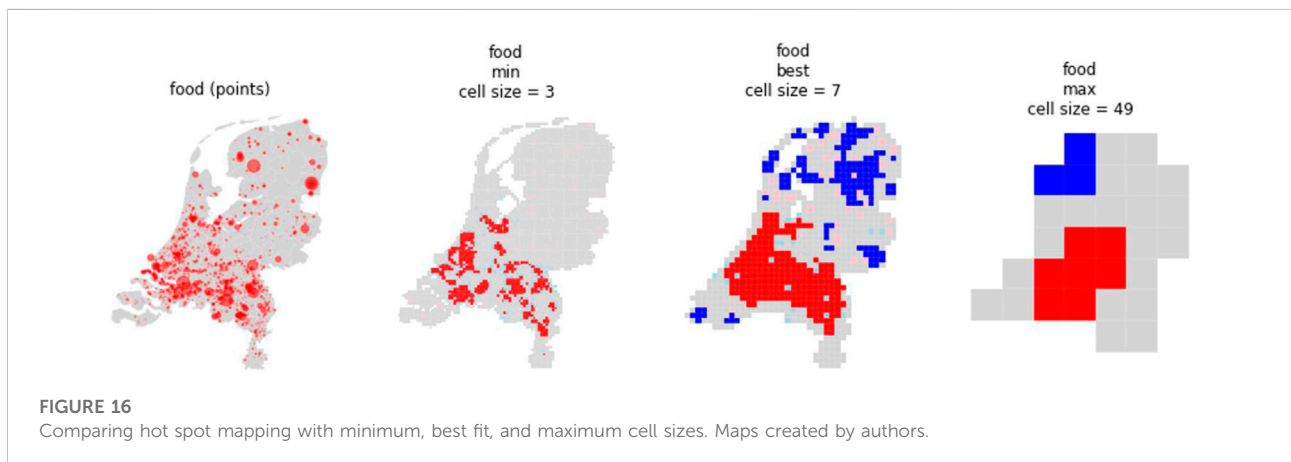 food (points)
food
min
cell size = 3
food
best
cell size = 7
food
max
cell size = 49
FIGURE 16
Comparing hot spot mapping with minimum, best fit, and maximum cell sizes. Maps created by authors.